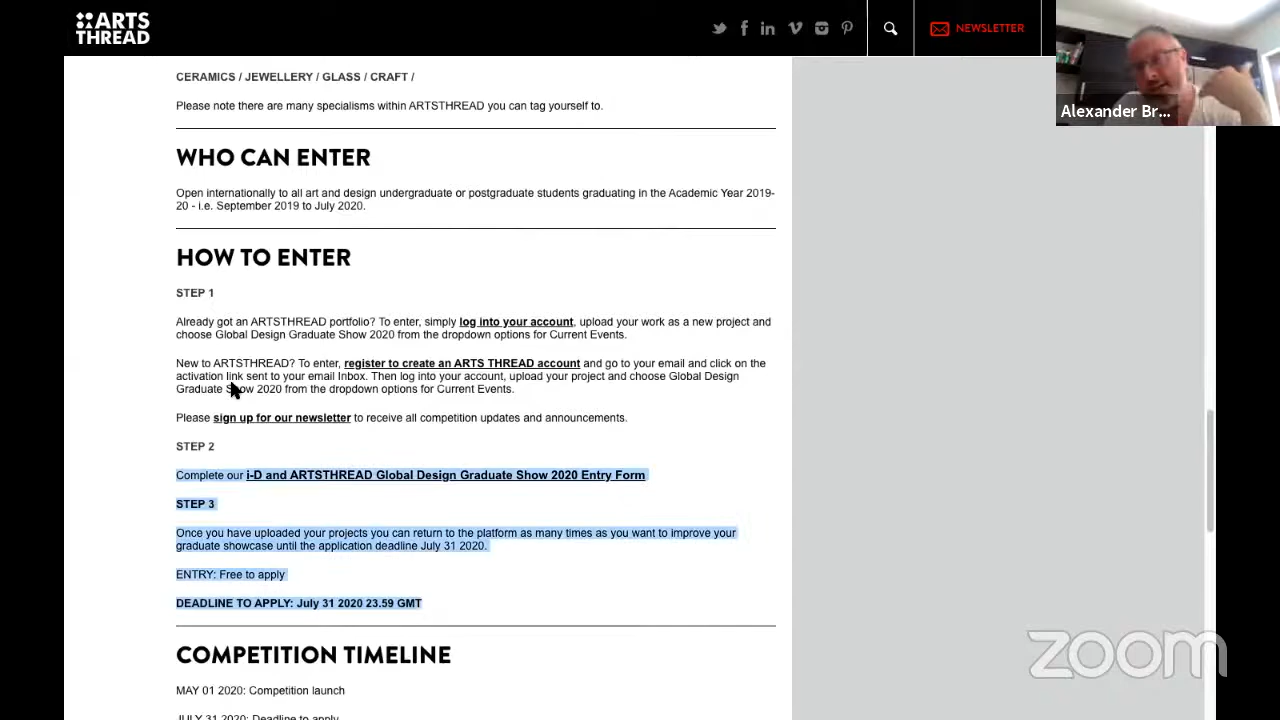 ARTS
THREAD
NEWSLETTER
Alexander Br...
CERAMICS / JEWELLERY / GLASS / CRAFT /
Please note there are many specialisms within ARTSTHREAD you can tag yourself to.
WHO CAN ENTER
Open internationally to all art and design undergraduate or postgraduate students graduating in the Academic Year 2019-
20 - i.e. September 2019 to July 2020.
HOW TO ENTER
STEP 1
Already got an ARTSTHREAD portfolio? To enter, simply log into your account, upload your work as a new project and
choose Global Design Graduate Show 2020 from the dropdown options for Current Events.
New to ARTSTHREAD? To enter, register to create an ARTS THREAD account and go to your email and click on the
activation link sent to your email Inbox. Then log into your account, upload your project and choose Global Design
Graduate Show 2020 from the dropdown options for Current Events.
Please sign up for our newsletter to receive all competition updates and announcements.
STEP 2
Complete our i-D and ARTSTHREAD Global Design Graduate Show 2020 Entry Form
STEP 3
Once you have uploaded your projects you can return to the platform as many times as you want to improve your
graduate showcase until the application deadline July 31 2020.
ENTRY: Free to apply
DEADLINE TO APPLY: July 31 2020 23.59 GMT
COMPETITION TIMELINE
MAY 01 2020: Competition launch
JULY 31 2020: Deadline to apply
zoom